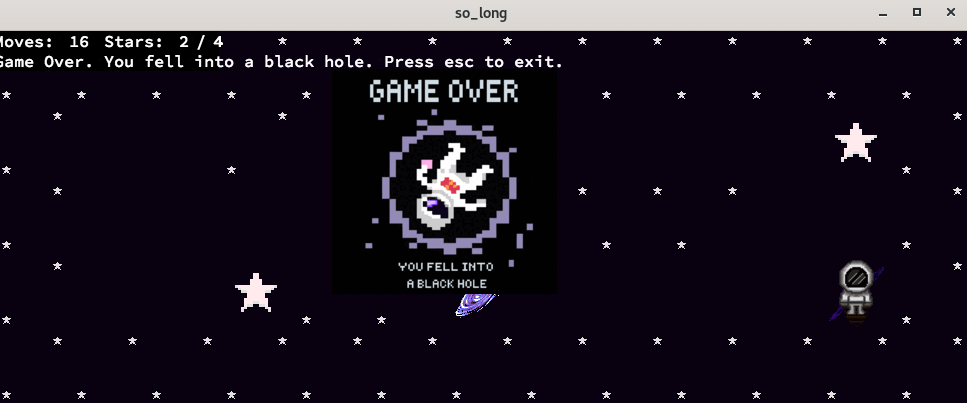 so_long
Moves: 16 Stars: 2 / 4
Game Over. You fell into a black hole. Press esc to exit.
GAME OVER
YOU FELL INTO
A BLACK HOLE